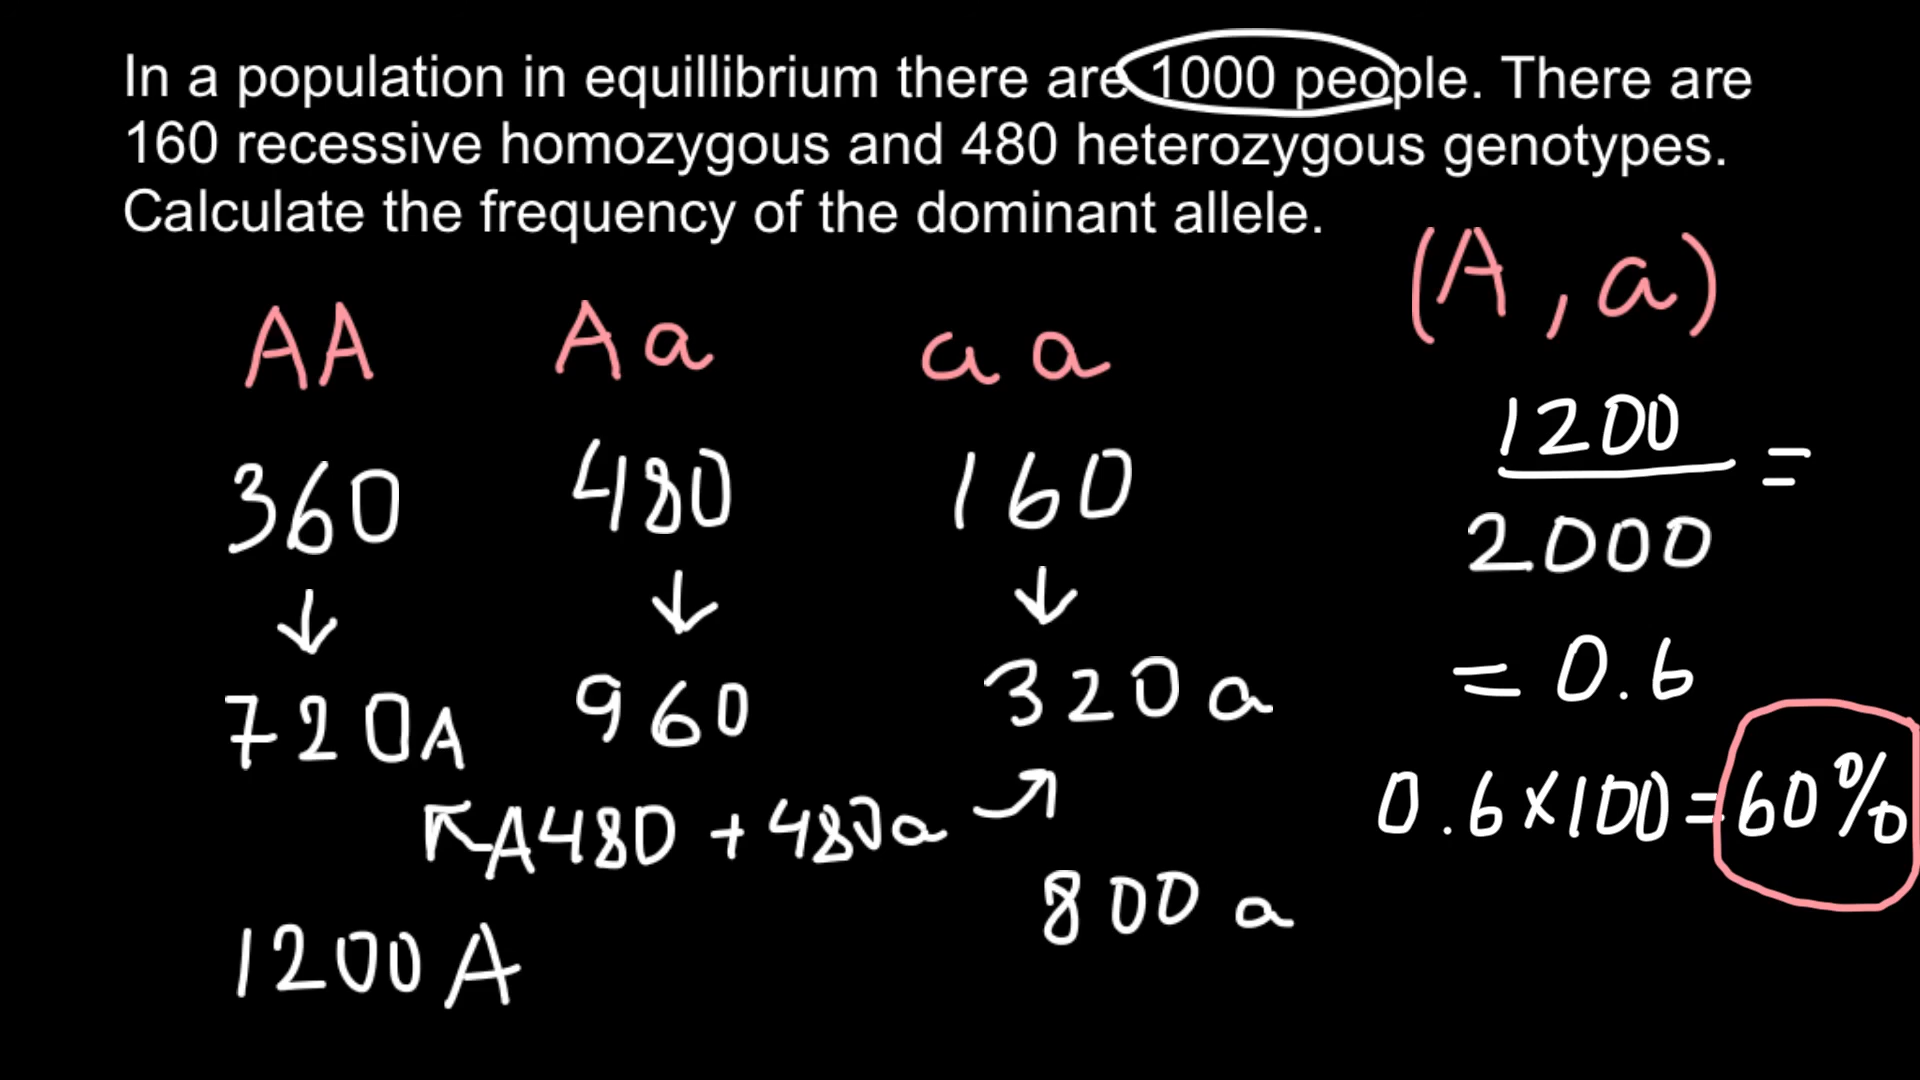 In a population in equillibrium there are 1000 people. There are
160 recessive homozygous and 480 heterozygous genotypes.
Calculate the frequency of the dominant allele.
(A, a)
AA Aa aa
360 480 160
↓ ↓ ↓
720A 960 320a
↖A480 + 480a ↗
1200A 800a
1200 =
2000
= 0.6
0.6×100=60%